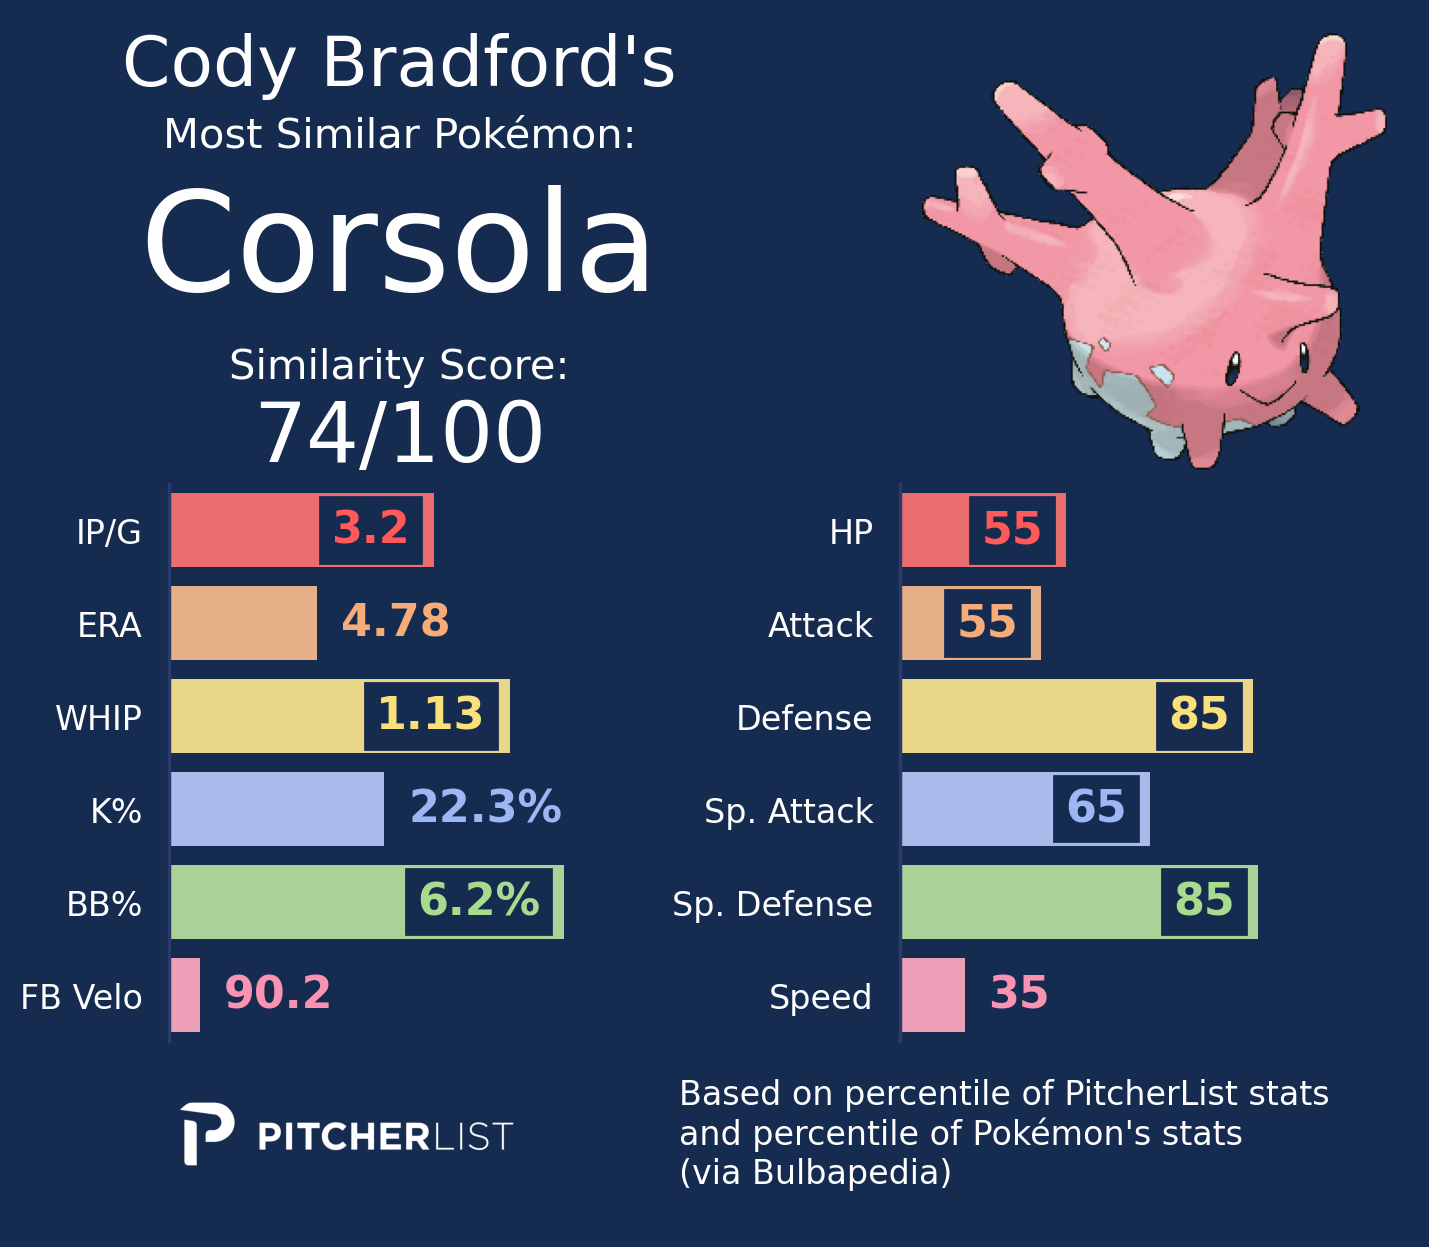 Cody Bradford's
Most Similar Pokémon:
Corsola
Similarity Score:
74/100
IP/G 3.2
ERA 4.78
WHIP 1.13
K% 22.3%
BB% 6.2%
FB Velo 90.2
HP 55
Attack 55
Defense 85
Sp. Attack 65
Sp. Defense 85
Speed 35
PITCHERLIST
Based on percentile of PitcherList stats
and percentile of Pokémon's stats
(via Bulbapedia)